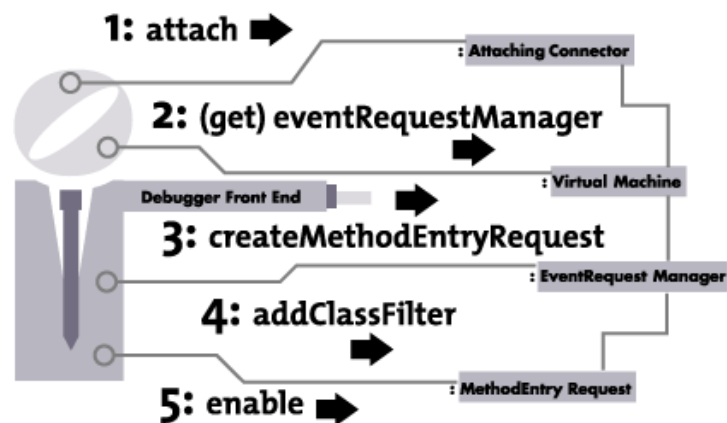 1: attach
: Attaching Connector
2: (get) eventRequestManager
: Virtual Machine
Debugger Front End
3: createMethodEntryRequest
: EventRequest Manager
4: addClassFilter
: MethodEntry Request
5: enable